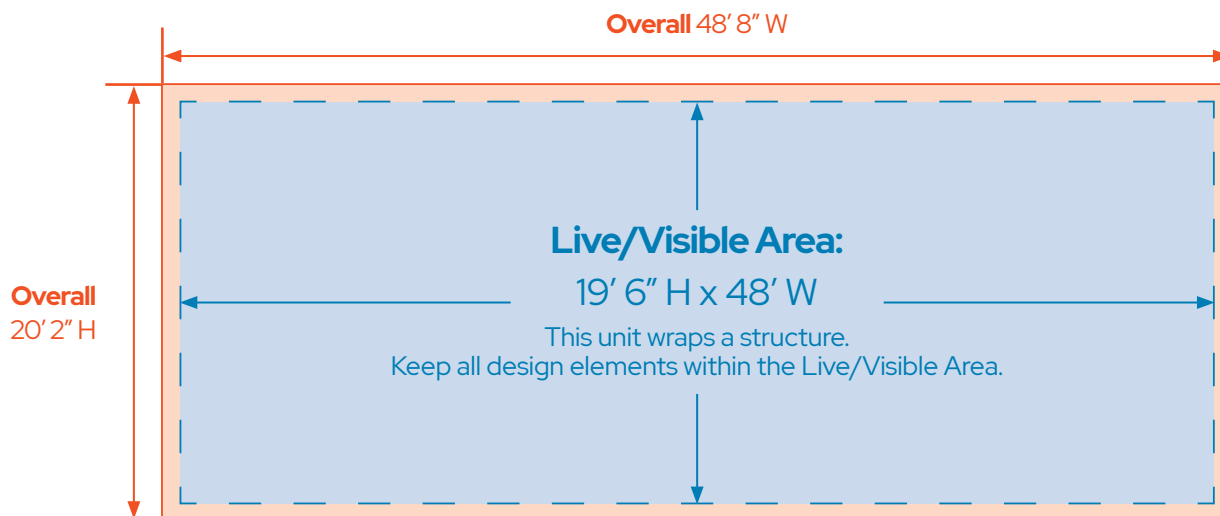 Overall 48′ 8″ W
Live/Visible Area:
19′ 6″ H x 48′ W
Overall
20′ 2″ H
This unit wraps a structure.
Keep all design elements within the Live/Visible Area.